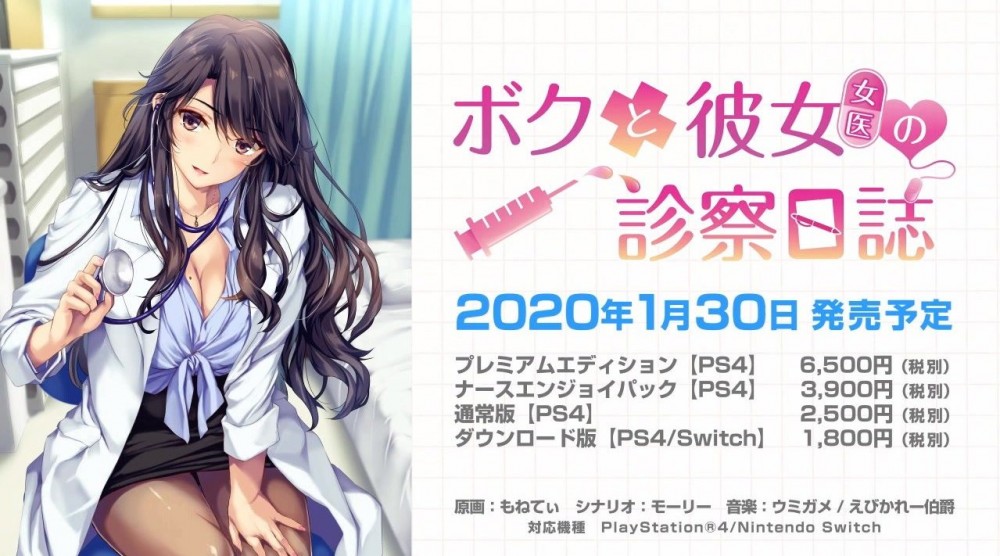 ボクと彼女女医の
診察日誌
2020年1月30日 発売予定
プレミアムエディション【PS4】 6,500円（税別）
ナースエンジョイパック【PS4】 3,900円（税別）
通常版【PS4】 2,500円（税別）
ダウンロード版【PS4/Switch】 1,800円（税別）
原画：もねてぃ シナリオ：モーリー 音楽：ウミガメ / えびかれー伯爵
対応機種 PlayStation®4/Nintendo Switch